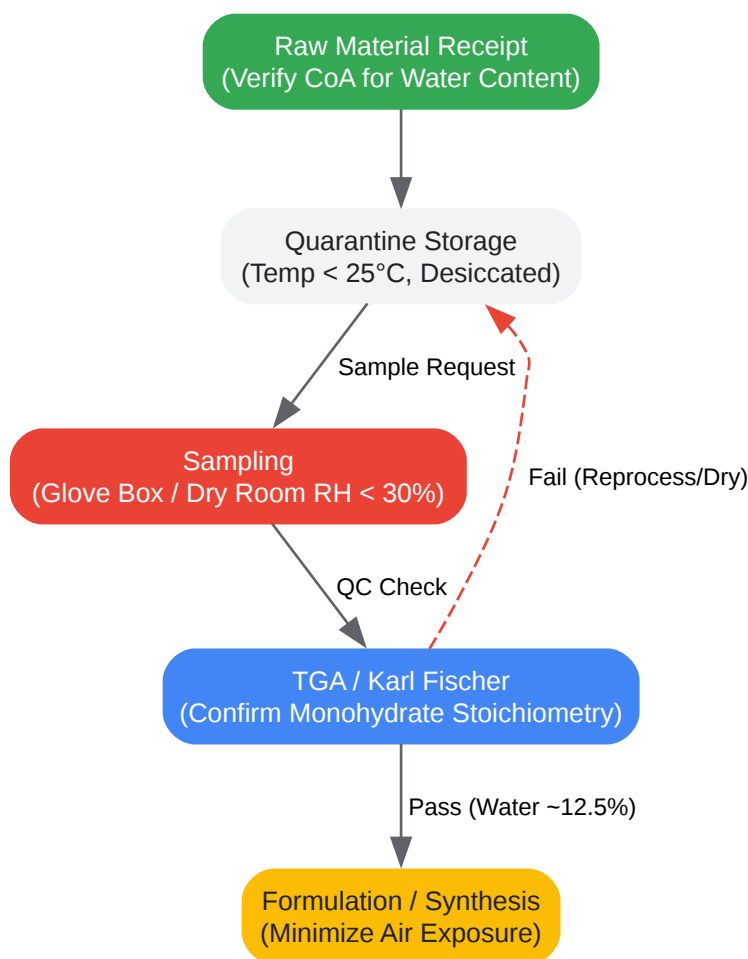 Raw Material Receipt
(Verify CoA for Water Content)
Quarantine Storage
(Temp < 25°C, Desiccated)
Sample Request
Sampling
(Glove Box / Dry Room RH < 30%)
Fail (Reprocess/Dry)
QC Check
TGA / Karl Fischer
(Confirm Monohydrate Stoichiometry)
Pass (Water ~12.5%)
Formulation / Synthesis
(Minimize Air Exposure)